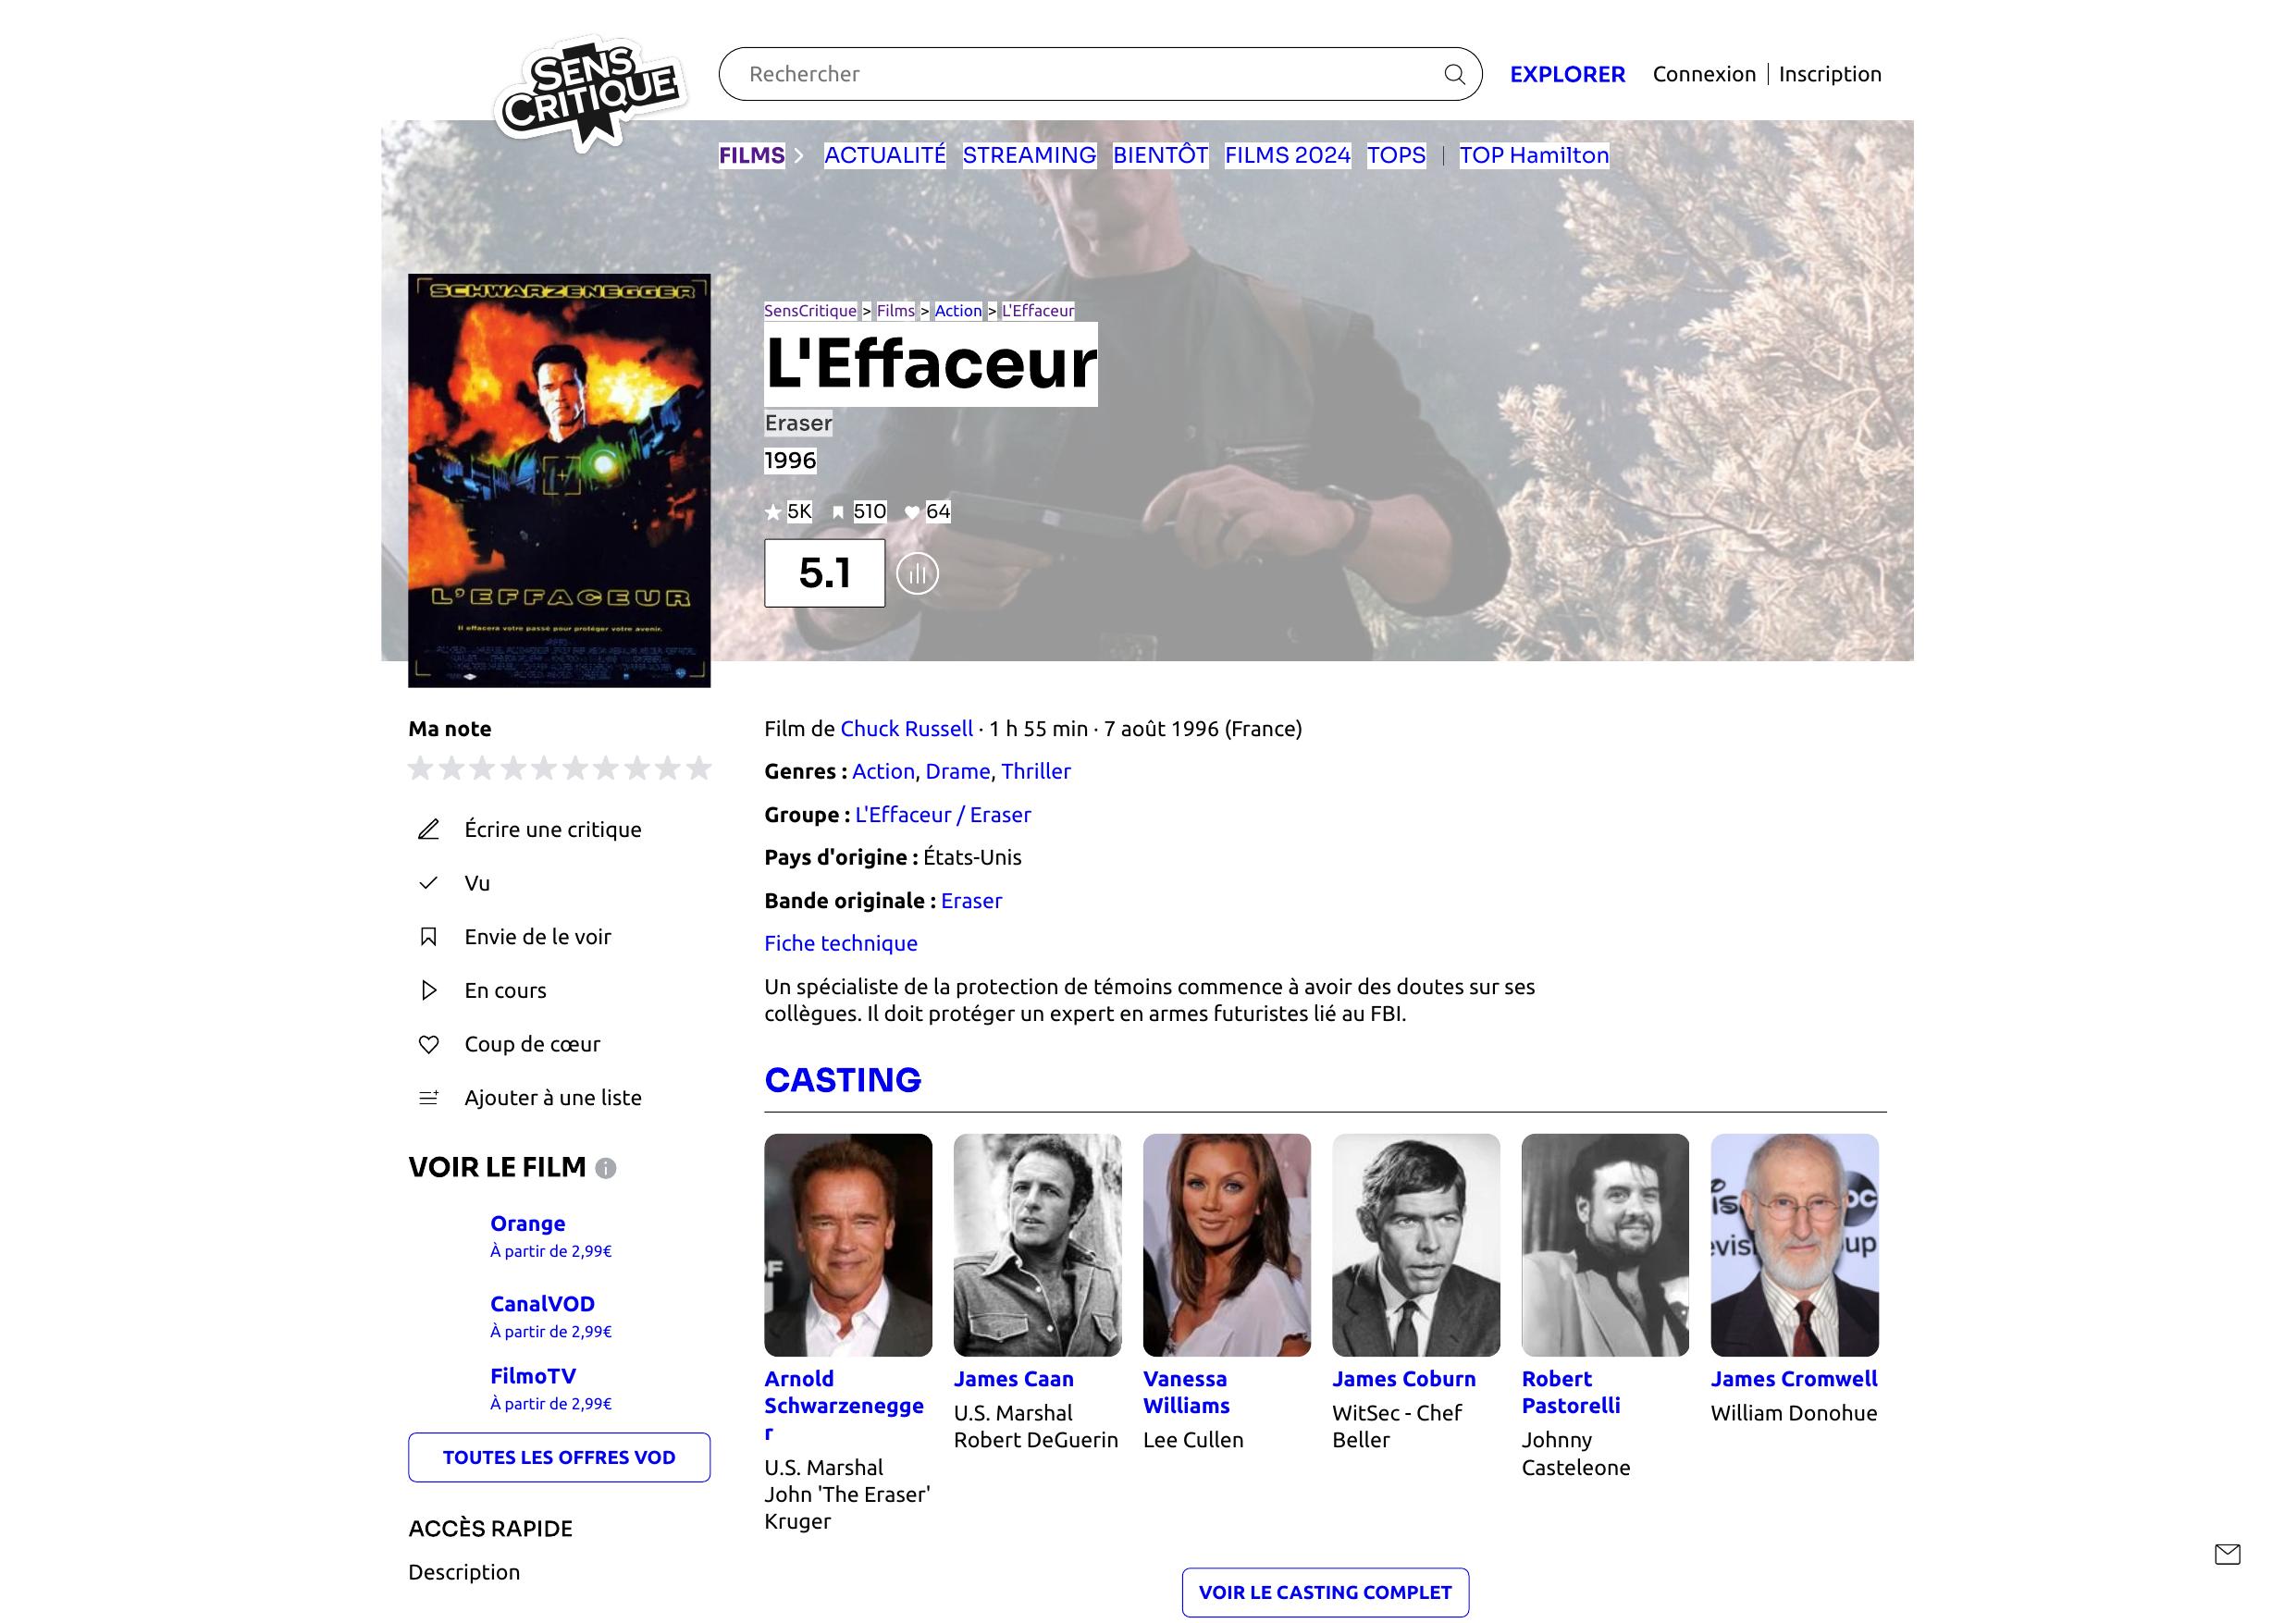 SENS
CRITIQUE
Rechercher
EXPLORER
Connexion
Inscription
FILMS
ACTUALITÉ
STREAMING
BIENTÔT
FILMS 2024
TOPS
TOP Hamilton
SCHWARZENEGGER
L'EFFACEUR
Il effacera votre passé pour protéger votre avenir.
SensCritique > Films > Action > L'Effaceur
L'Effaceur
Eraser
1996
5K
510
64
5.1
Ma note
Écrire une critique
Vu
Envie de le voir
En cours
Coup de cœur
Ajouter à une liste
VOIR LE FILM
Orange
À partir de 2,99€
CanalVOD
À partir de 2,99€
FilmoTV
À partir de 2,99€
TOUTES LES OFFRES VOD
ACCÈS RAPIDE
Description
Film de Chuck Russell · 1 h 55 min · 7 août 1996 (France)
Genres : Action, Drame, Thriller
Groupe : L'Effaceur / Eraser
Pays d'origine : États-Unis
Bande originale : Eraser
Fiche technique
Un spécialiste de la protection de témoins commence à avoir des doutes sur ses
collègues. Il doit protéger un expert en armes futuristes lié au FBI.
CASTING
Arnold
Schwarzenegge
r
U.S. Marshal
John 'The Eraser'
Kruger
James Caan
U.S. Marshal
Robert DeGuerin
Vanessa
Williams
Lee Cullen
James Coburn
WitSec - Chef
Beller
Robert
Pastorelli
Johnny
Casteleone
James Cromwell
William Donohue
VOIR LE CASTING COMPLET